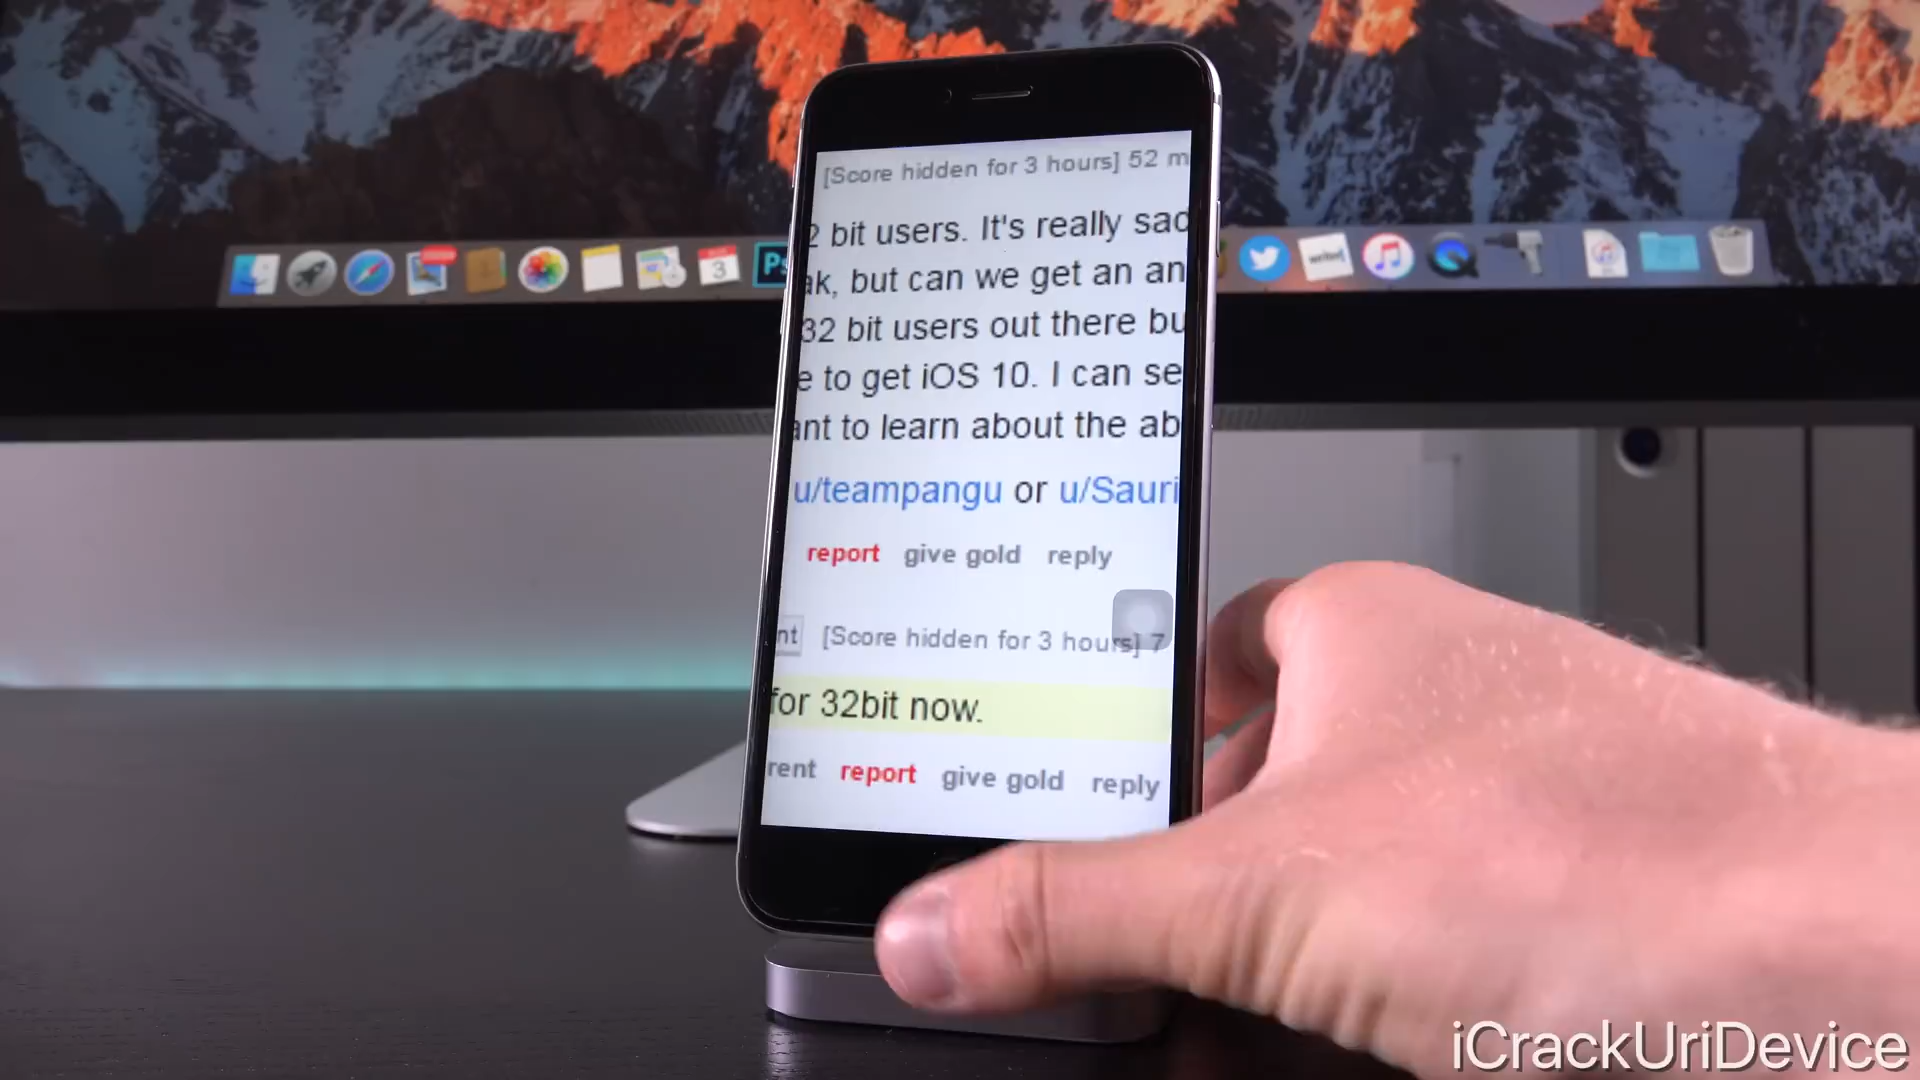 [Score hidden for 3 hours] 52 m
2 bit users. It's really sad
ak, but can we get an an
32 bit users out there bu
e to get iOS 10. I can se
ant to learn about the ab
u/teampangu or u/Sauri
report give gold reply
nt [Score hidden for 3 hours] 7
for 32bit now.
rent report give gold reply
3
Ps
iCrackUriDevice